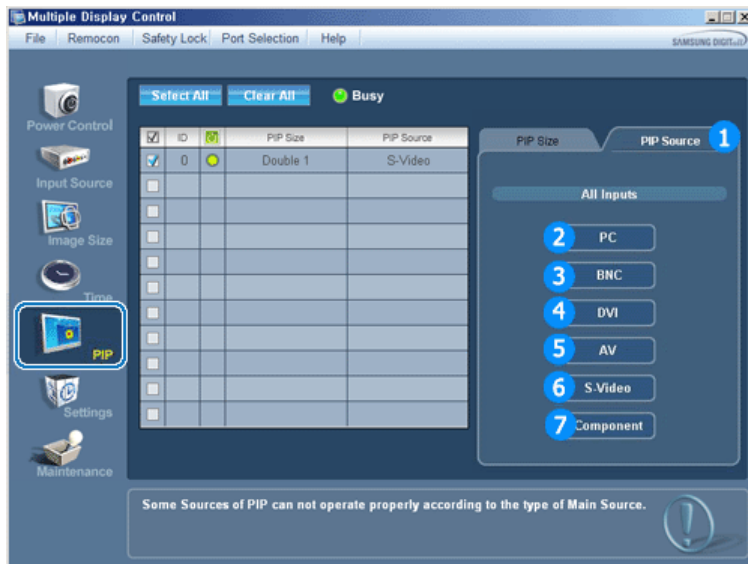 Multiple Display Control
File Remocon Safety Lock Port Selection Help
SAMSUNG DIGITall
Select All Clear All Busy
Power Control
Input Source
Image Size
Time
PIP
Settings
Maintenance
ID PIP Size PIP Source
0 Double 1 S-Video
PIP Size PIP Source 1
All Inputs
2 PC
3 BNC
4 DVI
5 AV
6 S-Video
7 Component
Some Sources of PIP can not operate properly according to the type of Main Source.